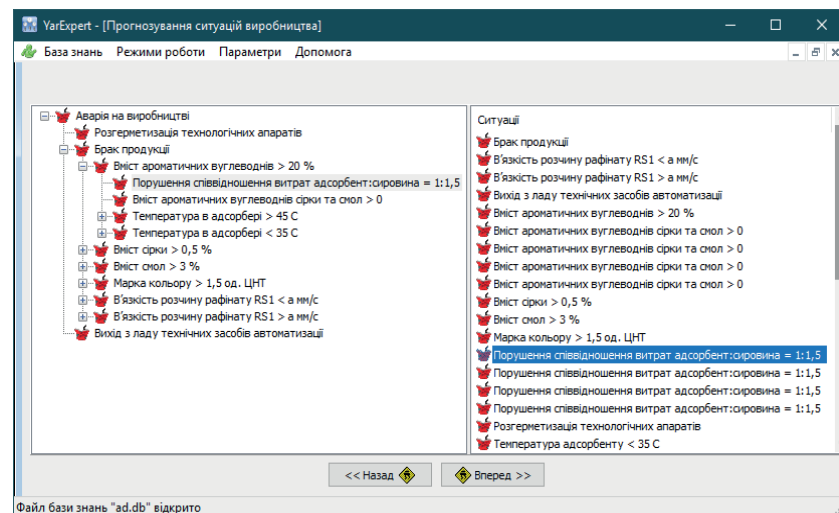 YarExpert - [Прогнозування ситуацій виробництва]
База знань Режими роботи Параметри Допомога
Аварія на виробництві
Розгерметизація технологічних апаратів
Брак продукції
Вміст ароматичних вуглеводнів > 20 %
Порушення співвідношення витрат адсорбент:сировина = 1:1,5
Вміст ароматичних вуглеводнів сірки та смол > 0
Температура в адсорбері > 45 С
Температура в адсорбері < 35 С
Вміст сірки > 0,5 %
Вміст смол > 3 %
Марка кольору > 1,5 од. ЦНТ
В'язкість розчину рафінату RS1 < а мм/с
В'язкість розчину рафінату RS1 > а мм/с
Вихід з ладу технічних засобів автоматизації
Ситуації
Брак продукції
В'язкість розчину рафінату RS1 < а мм/с
В'язкість розчину рафінату RS1 > а мм/с
Вихід з ладу технічних засобів автоматизації
Вміст ароматичних вуглеводнів > 20 %
Вміст ароматичних вуглеводнів сірки та смол > 0
Вміст ароматичних вуглеводнів сірки та смол > 0
Вміст ароматичних вуглеводнів сірки та смол > 0
Вміст ароматичних вуглеводнів сірки та смол > 0
Вміст сірки > 0,5 %
Вміст смол > 3 %
Марка кольору > 1,5 од. ЦНТ
Порушення співвідношення витрат адсорбент:сировина = 1:1,5
Порушення співвідношення витрат адсорбент:сировина = 1:1,5
Порушення співвідношення витрат адсорбент:сировина = 1:1,5
Порушення співвідношення витрат адсорбент:сировина = 1:1,5
Розгерметизація технологічних апаратів
Температура адсорбенту < 35 С
<< Назад Вперед >>
Файл бази знань "ad.db" відкрито